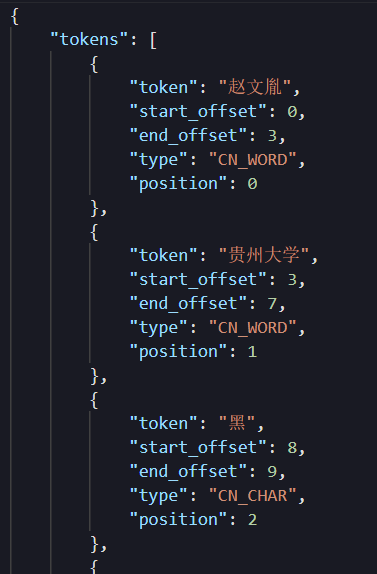 {
"tokens": [
{
"token": "赵文胤",
"start_offset": 0,
"end_offset": 3,
"type": "CN_WORD",
"position": 0
},
{
"token": "贵州大学",
"start_offset": 3,
"end_offset": 7,
"type": "CN_WORD",
"position": 1
},
{
"token": "黑",
"start_offset": 8,
"end_offset": 9,
"type": "CN_CHAR",
"position": 2
},
{